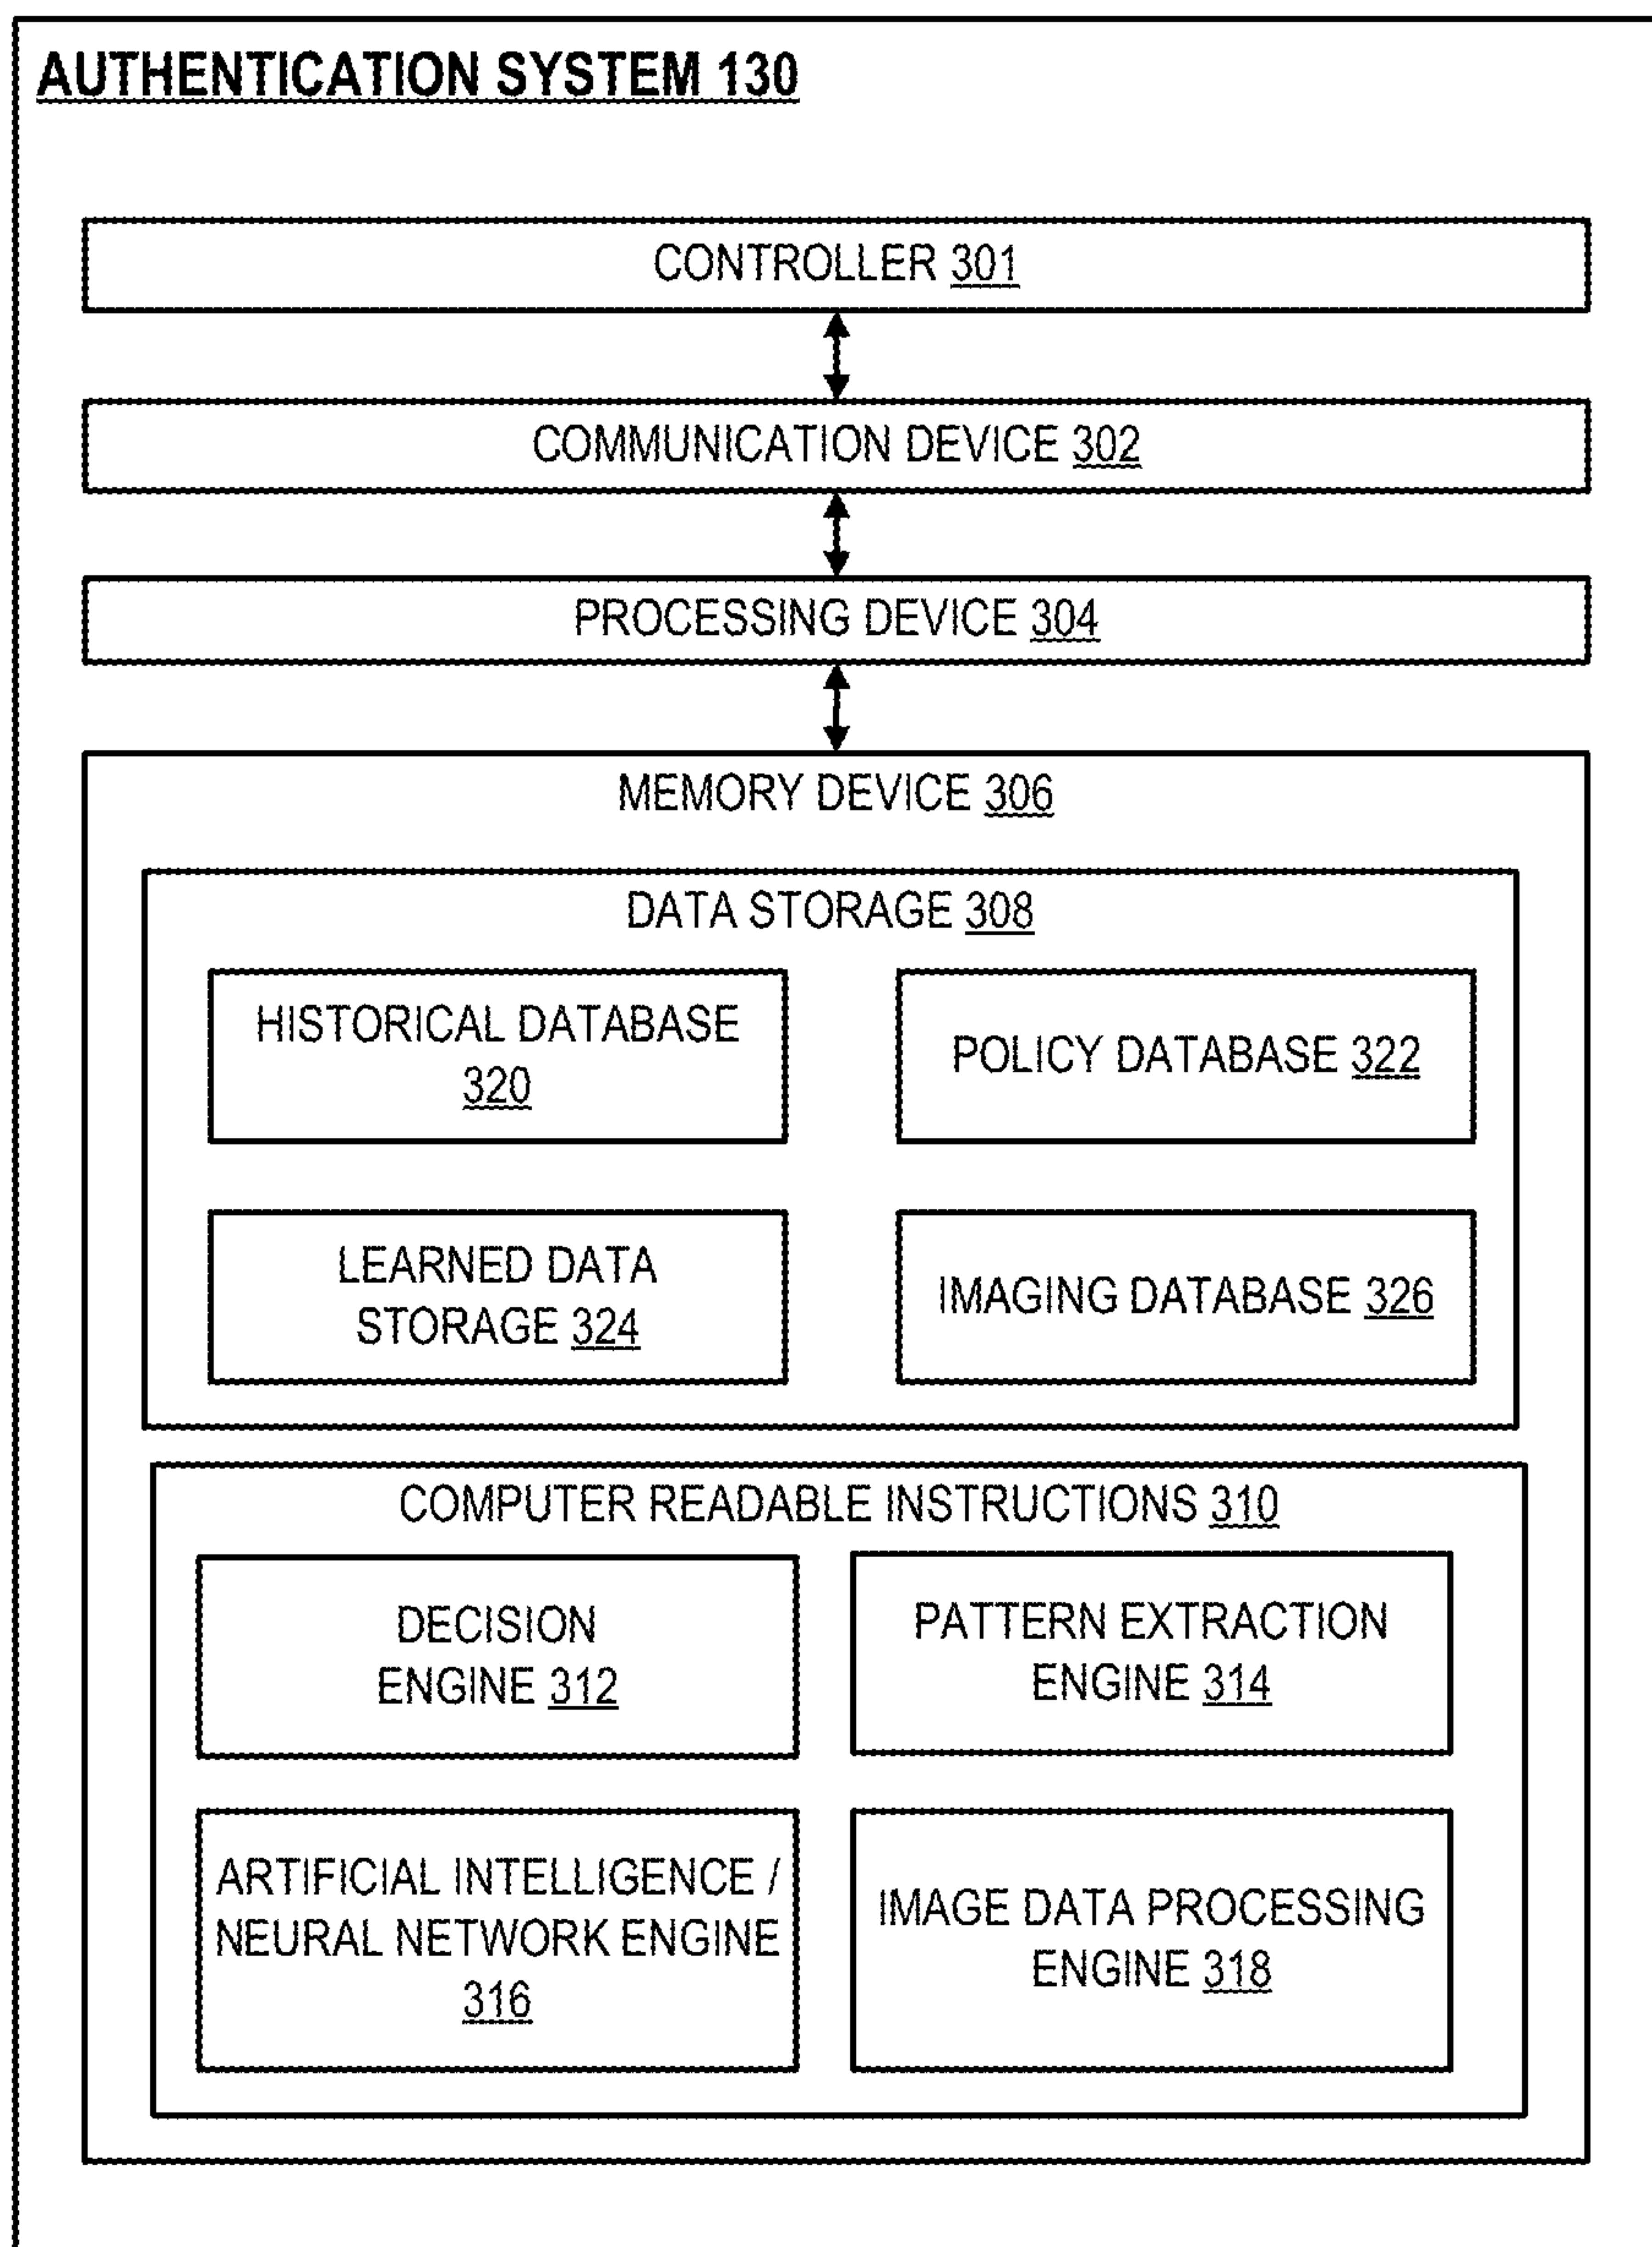 AUTHENTICATION SYSTEM 130
CONTROLLER 301
COMMUNICATION DEVICE 302
PROCESSING DEVICE 304
MEMORY DEVICE 306
DATA STORAGE 308
HISTORICAL DATABASE
320
POLICY DATABASE 322
LEARNED DATA
STORAGE 324
IMAGING DATABASE 326
COMPUTER READABLE INSTRUCTIONS 310
DECISION
ENGINE 312
PATTERN EXTRACTION
ENGINE 314
ARTIFICIAL INTELLIGENCE /
NEURAL NETWORK ENGINE
316
IMAGE DATA PROCESSING
ENGINE 318